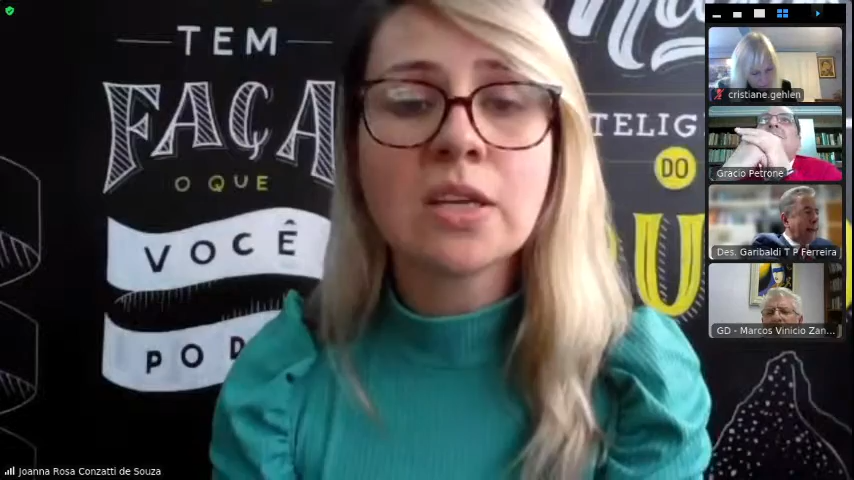 TEM
FAÇA
O QUE
VOCÊ
TELIG
DO
cristiane.gehlen
Gracio Petrone
Des. Garibaldi T P Ferreira
GD - Marcos Vinicio Zan...
Joanna Rosa Conzatti de Souza